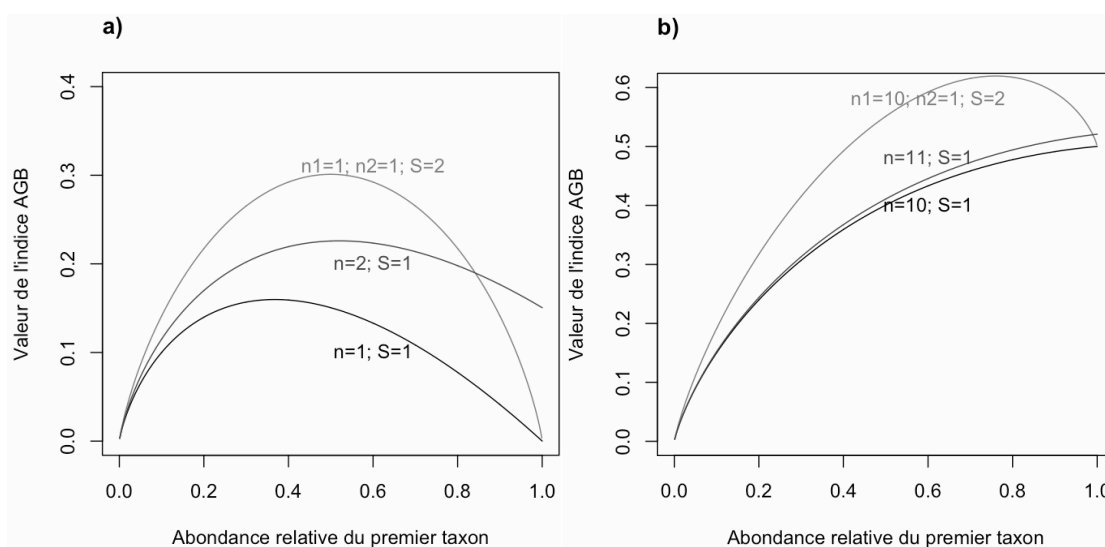 a)
Valeur de l'indice AGB
0.4
0.3
0.2
0.1
0.0
n1=1; n2=1; S=2
n=2; S=1
n=1; S=1
0.0 0.2 0.4 0.6 0.8 1.0
Abondance relative du premier taxon
b)
Valeur de l'indice AGB
0.6
0.5
0.4
0.3
0.2
0.1
0.0
n1=10; n2=1; S=2
n=11; S=1
n=10; S=1
0.0 0.2 0.4 0.6 0.8 1.0
Abondance relative du premier taxon